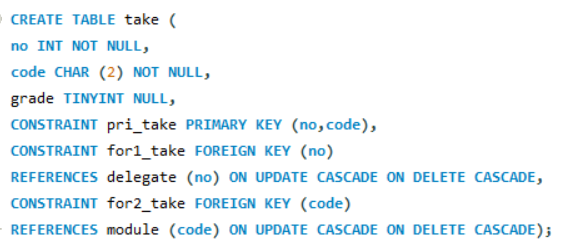 CREATE TABLE take (
no INT NOT NULL,
code CHAR (2) NOT NULL,
grade TINYINT NULL,
CONSTRAINT pri_take PRIMARY KEY (no,code),
CONSTRAINT for1_take FOREIGN KEY (no)
REFERENCES delegate (no) ON UPDATE CASCADE ON DELETE CASCADE,
CONSTRAINT for2_take FOREIGN KEY (code)
REFERENCES module (code) ON UPDATE CASCADE ON DELETE CASCADE);